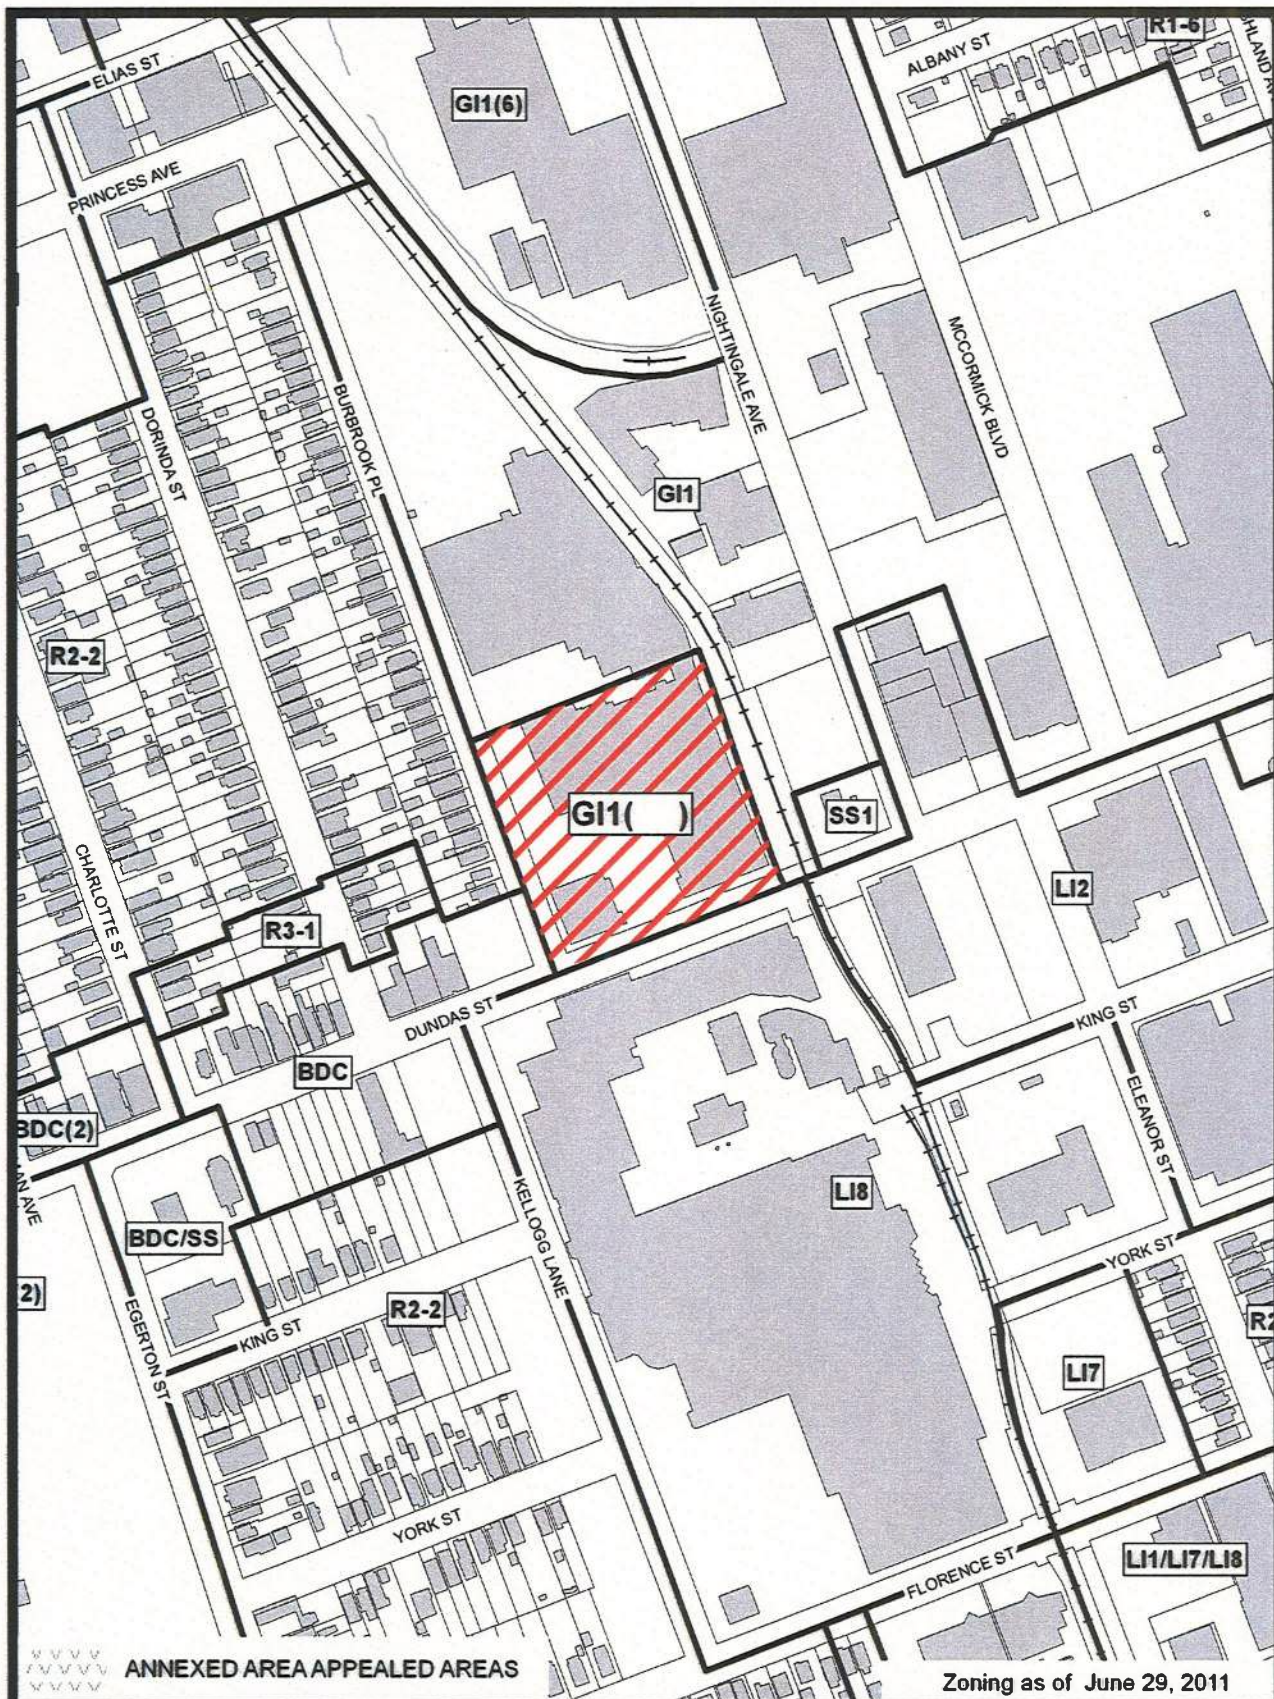 R1-6
ALBANY ST
ELIAS ST
GI1(6)
PRINCESS AVE
NIGHTINGALE AVE
MCCORMICK BLVD
BURBROOK PL
DORINDA ST
GI1
R2-2
GI1( )
SS1
CHARLOTTE ST
LI2
R3-1
DUNDAS ST
KING ST
BDC
ELEANOR ST
BDC(2)
KELLOGG LANE
LI8
BDC/SS
YORK ST
2)
EGERTON ST
R2-2
KING ST
LI7
YORK ST
FLORENCE ST
LI1/LI7/LI8
ANNEXED AREA APPEALED AREAS
Zoning as of June 29, 2011